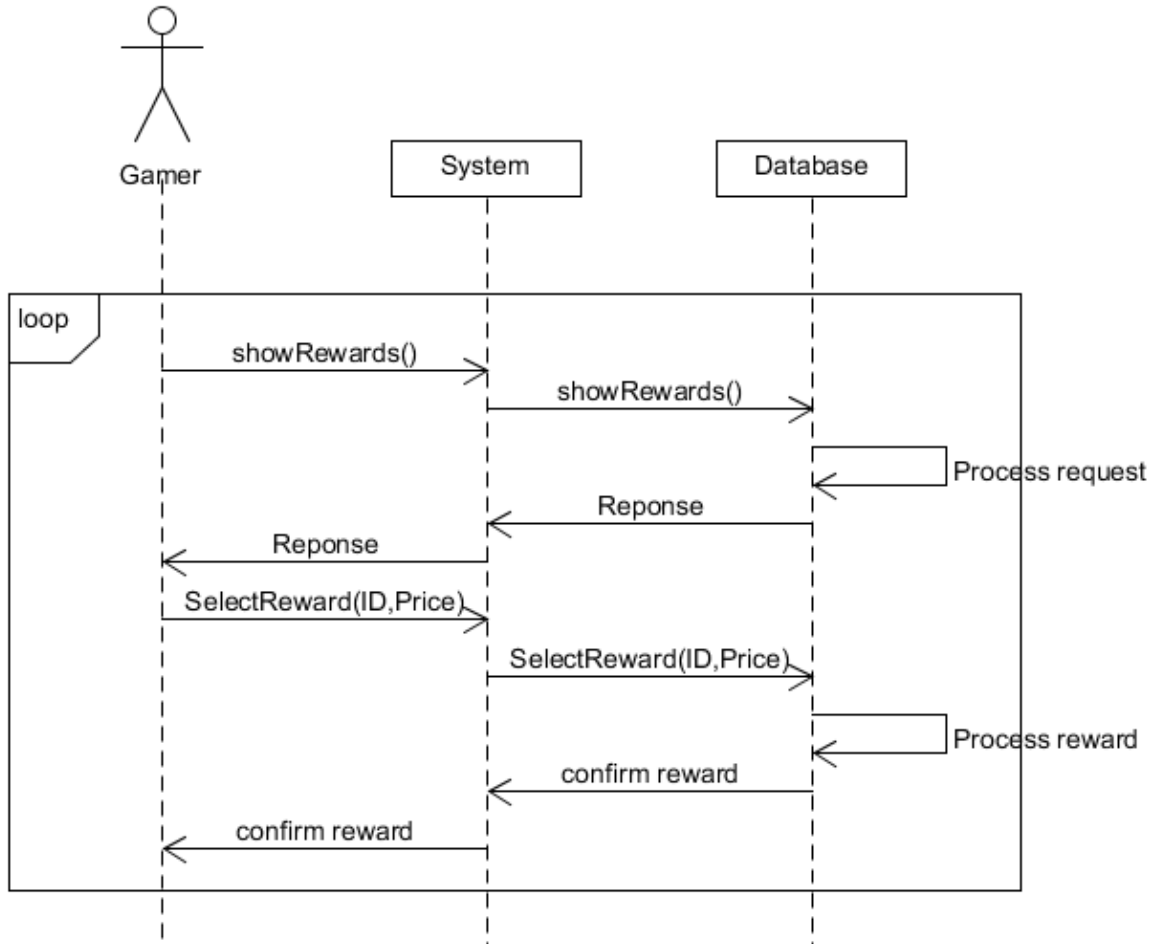 Gamer
System
Database
loop
showRewards()
showRewards()
Process request
Reponse
Reponse
SelectReward(ID,Price)
SelectReward(ID,Price)
Process reward
confirm reward
confirm reward